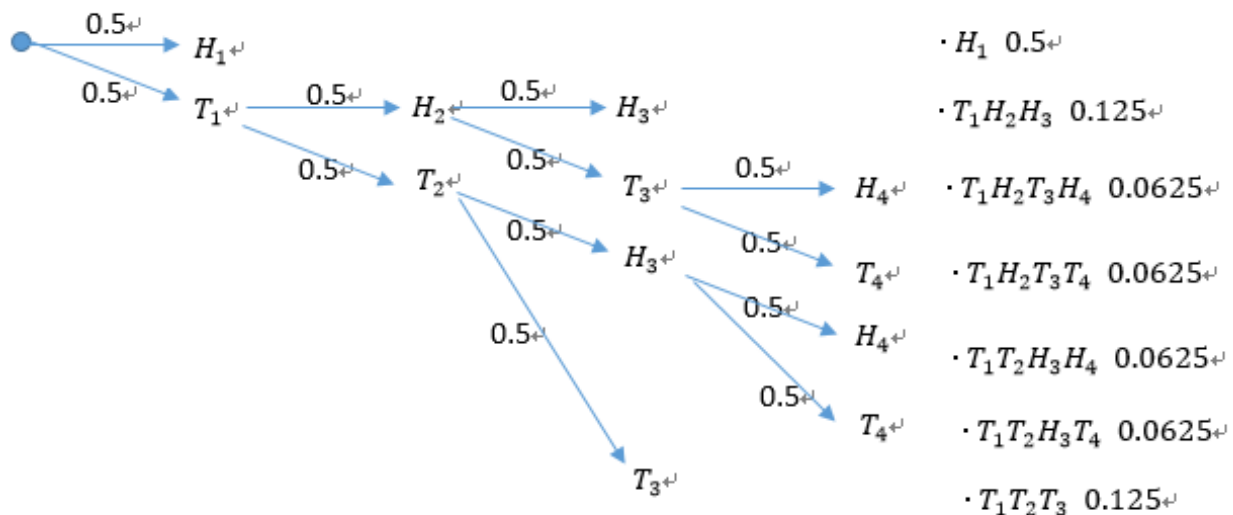 0.5↵
H₁↵
· H₁ 0.5↵
0.5↵
T₁↵
0.5↵
H₂↵
0.5↵
H₃↵
· T₁H₂H₃ 0.125↵
0.5↵
T₂↵
0.5↵
T₃↵
0.5↵
H₄↵
· T₁H₂T₃H₄ 0.0625↵
0.5↵
H₃↵
0.5↵
T₄↵
· T₁H₂T₃T₄ 0.0625↵
0.5↵
0.5↵
H₄↵
· T₁T₂H₃H₄ 0.0625↵
0.5↵
T₄↵
· T₁T₂H₃T₄ 0.0625↵
T₃↵
· T₁T₂T₃ 0.125↵